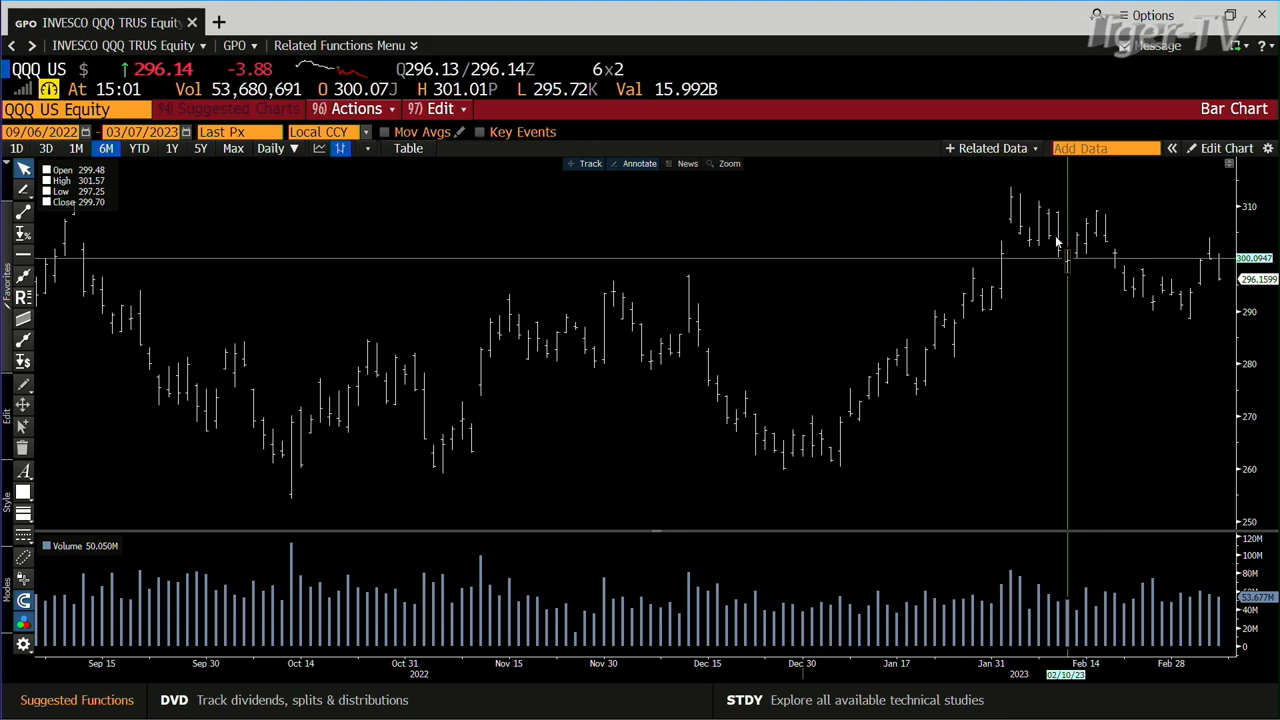 GPO INVESCO QQQ TRUS Equity
Options
INVESCO QQQ TRUS Equity GPO Related Functions Menu
Message
Tiger-TV
QQQ US $ ↑ 296.14 -3.88 Q296.13/296.14Z 6x2
At 15:01 Vol 53,680,691 O 300.07J H 301.01P L 295.72K Val 15.992B
QQQ US Equity 94) Suggested Charts 96) Actions 97) Edit Bar Chart
09/06/2022 - 03/07/2023 Last Px Local CCY Mov Avgs Key Events
1D 3D 1M 6M YTD 1Y 5Y Max Daily ▼ Table + Related Data Add Data « Edit Chart
Track Annotate News Zoom
Open 299.48
High 301.57
Low 297.25
Close 299.70
310
300.0947
296.1599
290
280
270
260
250
Favorites
Edit
Style
Modes
Volume 50.050M
120M
100M
80M
53.677M
40M
20M
0
Sep 15 Sep 30 Oct 14 Oct 31 Nov 15 Nov 30 Dec 15 Dec 30 Jan 17 Jan 31 Feb 14 Feb 28
2022 2023 02/10/23
Suggested Functions DVD Track dividends, splits & distributions STDY Explore all available technical studies